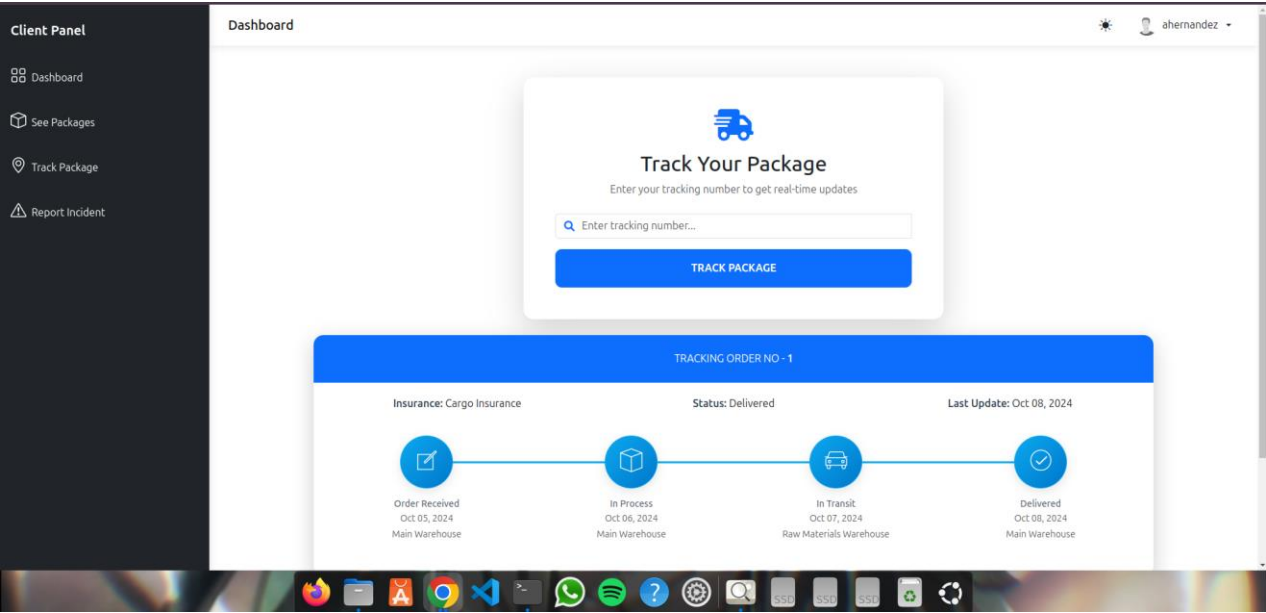 Client Panel
Dashboard
ahernandez
Dashboard
See Packages
Track Package
Report Incident
Track Your Package
Enter your tracking number to get real-time updates
Enter tracking number...
TRACK PACKAGE
TRACKING ORDER NO - 1
Insurance: Cargo Insurance
Status: Delivered
Last Update: Oct 08, 2024
Order Received
Oct 05, 2024
Main Warehouse
In Process
Oct 06, 2024
Main Warehouse
In Transit
Oct 07, 2024
Raw Materials Warehouse
Delivered
Oct 08, 2024
Main Warehouse
SSD
SSD
SSD